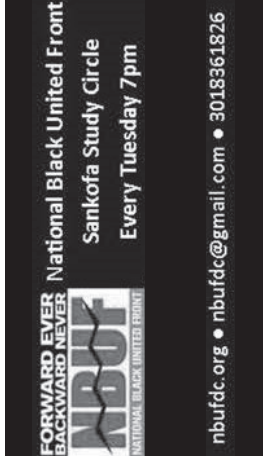 FORWARD EVER
BACKWARD NEVER
NBUF
NATIONAL BLACK UNITED FRONT
National Black United Front
Sankofa Study Circle
Every Tuesday 7pm
nbufdc.org ● nbufdc@gmail.com ● 3018361826